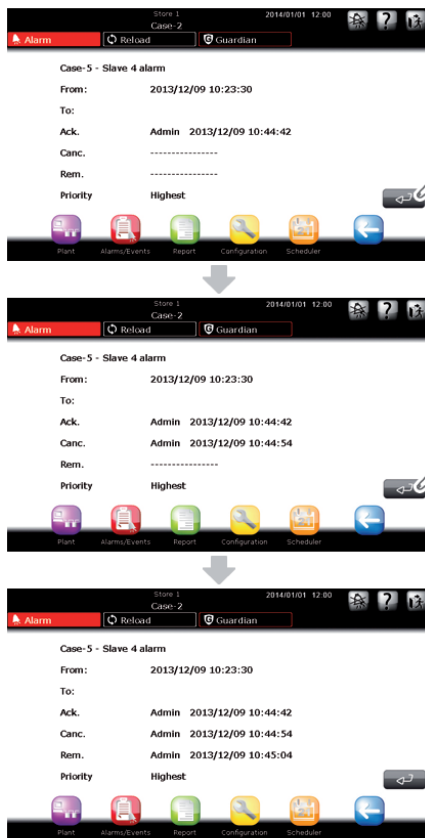 Store 1 2014/01/01 12:00
Case-2
Alarm Reload Guardian
Case-5 - Slave 4 alarm
From: 2013/12/09 10:23:30
To:
Ack. Admin 2013/12/09 10:44:42
Canc. ----------------
Rem. ----------------
Priority Highest
Plant Alarms/Events Report Configuration Scheduler
Store 1 2014/01/01 12:00
Case-2
Alarm Reload Guardian
Case-5 - Slave 4 alarm
From: 2013/12/09 10:23:30
To:
Ack. Admin 2013/12/09 10:44:42
Canc. Admin 2013/12/09 10:44:54
Rem. ----------------
Priority Highest
Plant Alarms/Events Report Configuration Scheduler
Store 1 2014/01/01 12:00
Case-2
Alarm Reload Guardian
Case-5 - Slave 4 alarm
From: 2013/12/09 10:23:30
To:
Ack. Admin 2013/12/09 10:44:42
Canc. Admin 2013/12/09 10:44:54
Rem. Admin 2013/12/09 10:45:04
Priority Highest
Plant Alarms/Events Report Configuration Scheduler